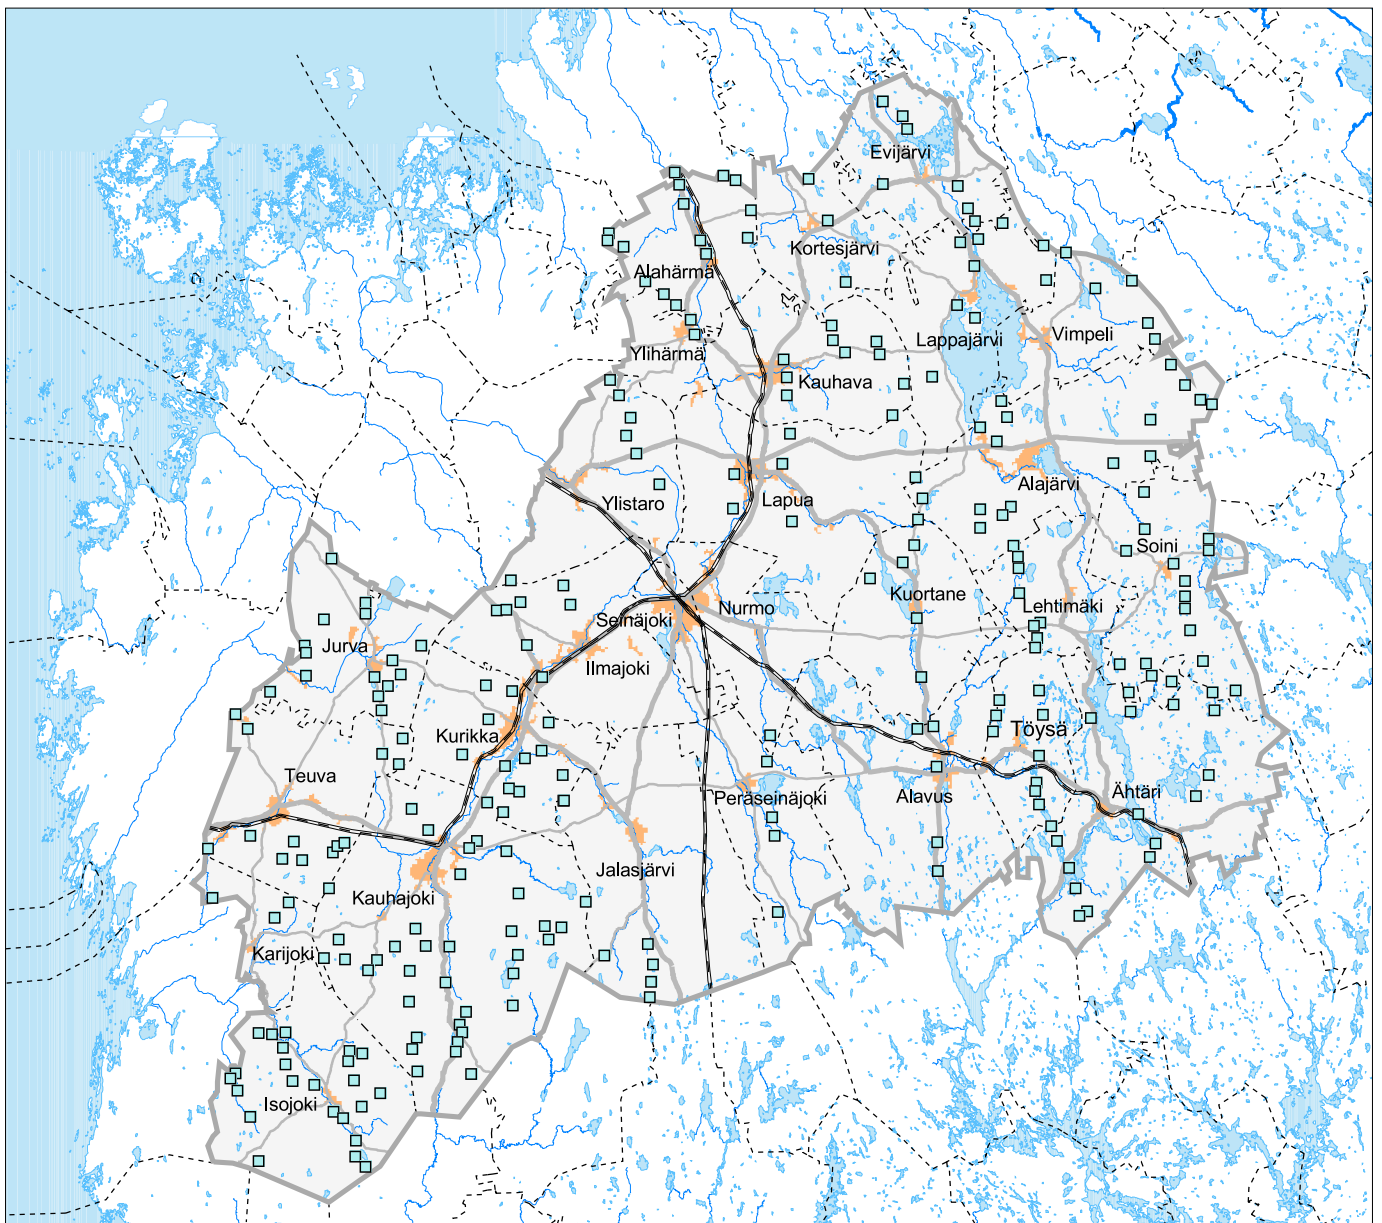 Evijärvi
Kortesjärvi
Alahärmä
Vimpeli
Lappajärvi
Ylihärmä
Kauhava
Alajärvi
Ylistaro
Lapua
Soini
Kuortane
Lehtimäki
Nurmo
Seinäjoki
Jurva
Ilmajoki
Töysä
Kurikka
Teuva
Ähtäri
Peräseinäjoki
Alavus
Jalasjärvi
Kauhajoki
Karijoki
Isojoki